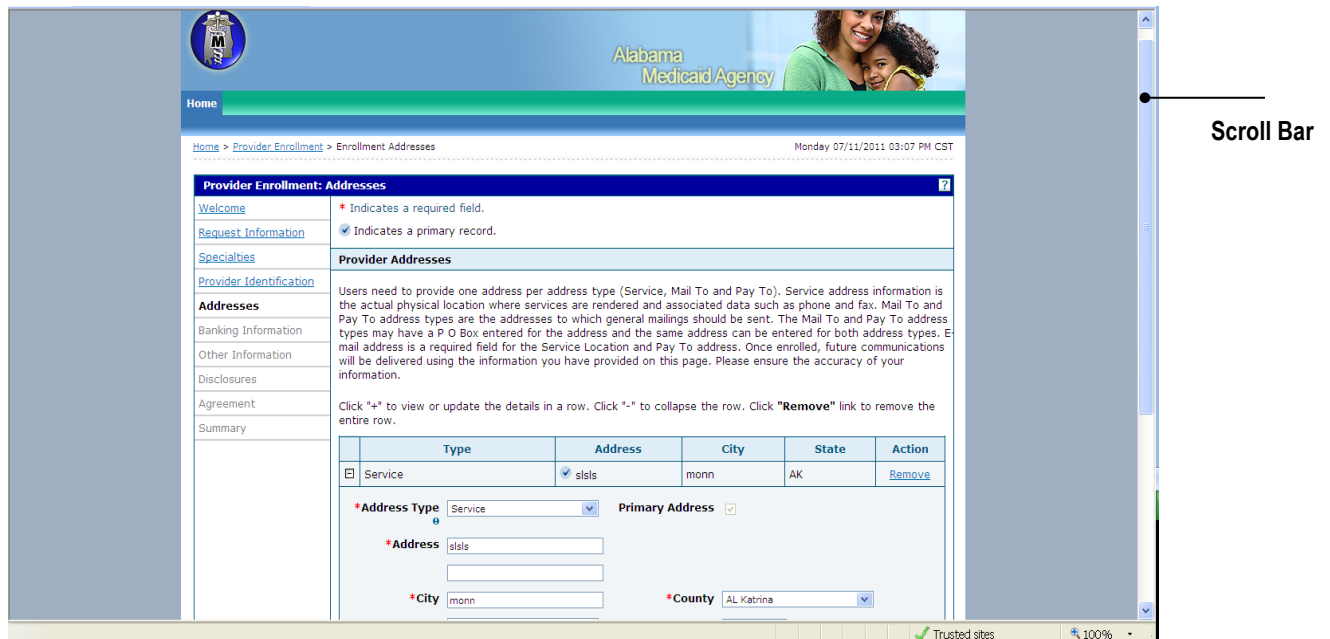 M
Alabama
Medicaid Agency
Home
Scroll Bar
Home > Provider Enrollment > Enrollment Addresses
Monday 07/11/2011 03:07 PM CST
Provider Enrollment: Addresses
?
Welcome
Request Information
Specialties
Provider Identification
Addresses
Banking Information
Other Information
Disclosures
Agreement
Summary
* Indicates a required field.
Indicates a primary record.
Provider Addresses
Users need to provide one address per address type (Service, Mail To and Pay To). Service address information is
the actual physical location where services are rendered and associated data such as phone and fax. Mail To and
Pay To address types are the addresses to which general mailings should be sent. The Mail To and Pay To address
types may have a P O Box entered for the address and the same address can be entered for both address types. E-
mail address is a required field for the Service Location and Pay To address. Once enrolled, future communications
will be delivered using the information you have provided on this page. Please ensure the accuracy of your
information.
Click "+" to view or update the details in a row. Click "-" to collapse the row. Click "Remove" link to remove the
entire row.
Type Address City State Action
Service slsls monn AK Remove
*Address Type Service Primary Address
*Address slsls
*City monn *County AL Katrina
Trusted sites 100%